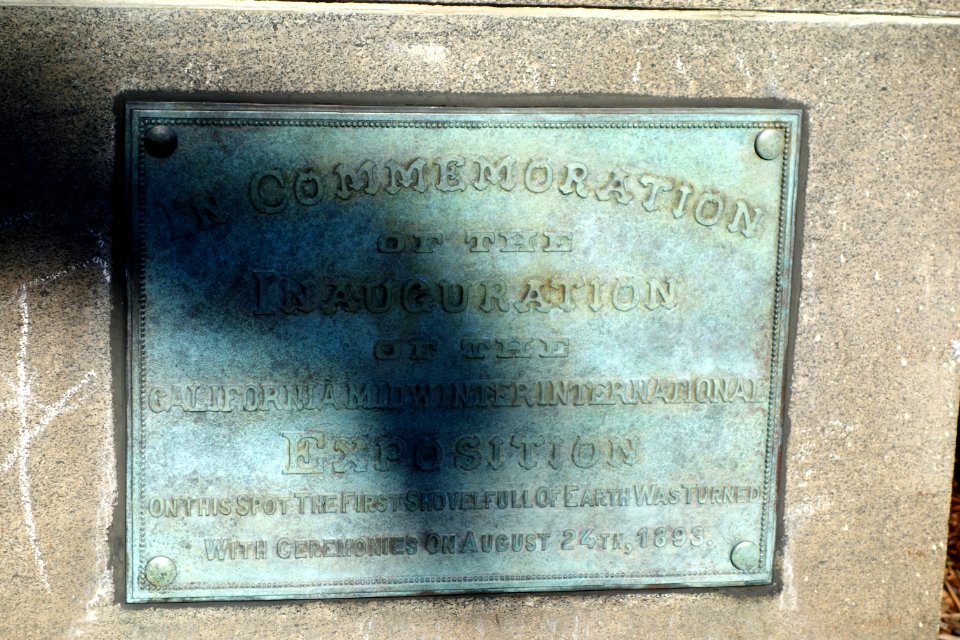 In Commemoration
OF THE
Inauguration
OF THE
California Midwinter International
Exposition
On This Spot The First Shovelfull Of Earth Was Turned
With Ceremonies On August 24th, 1893.